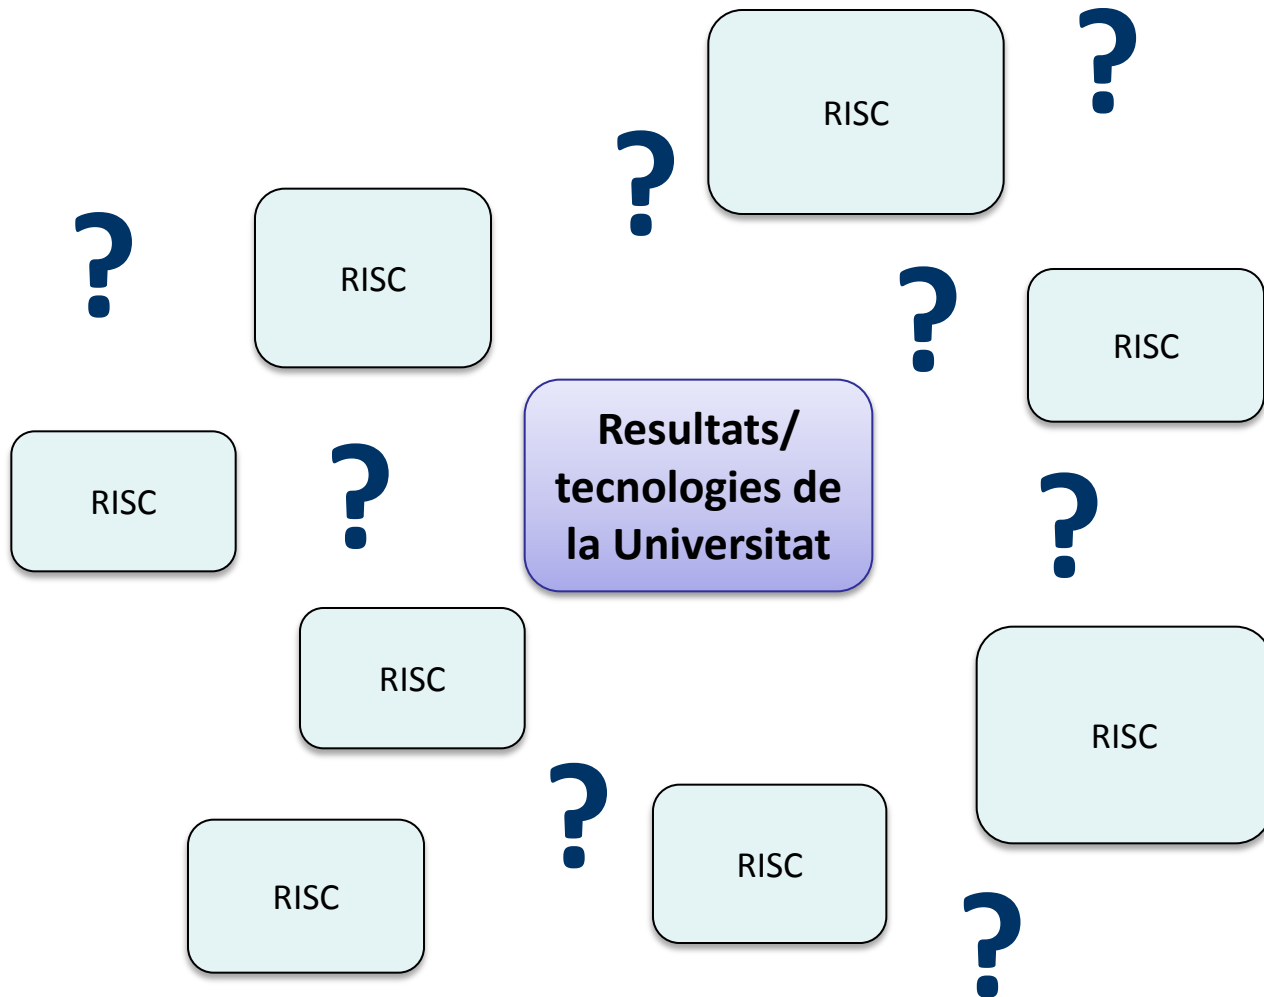 ?
RISC
?
?
RISC
?
?
RISC
Resultats/
tecnologies de
la Universitat
RISC
?
?
RISC
RISC
?
RISC
RISC
?